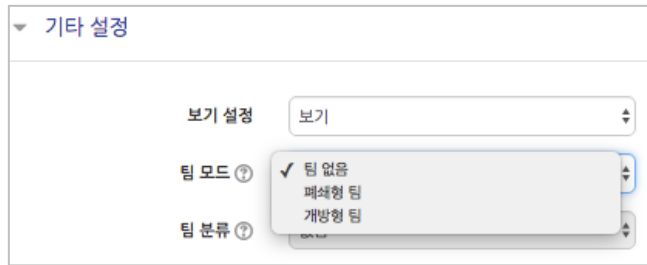 기타 설정
보기 설정 보기
팀 모드 ✓ 팀 없음
폐쇄형 팀
개방형 팀
팀 분류